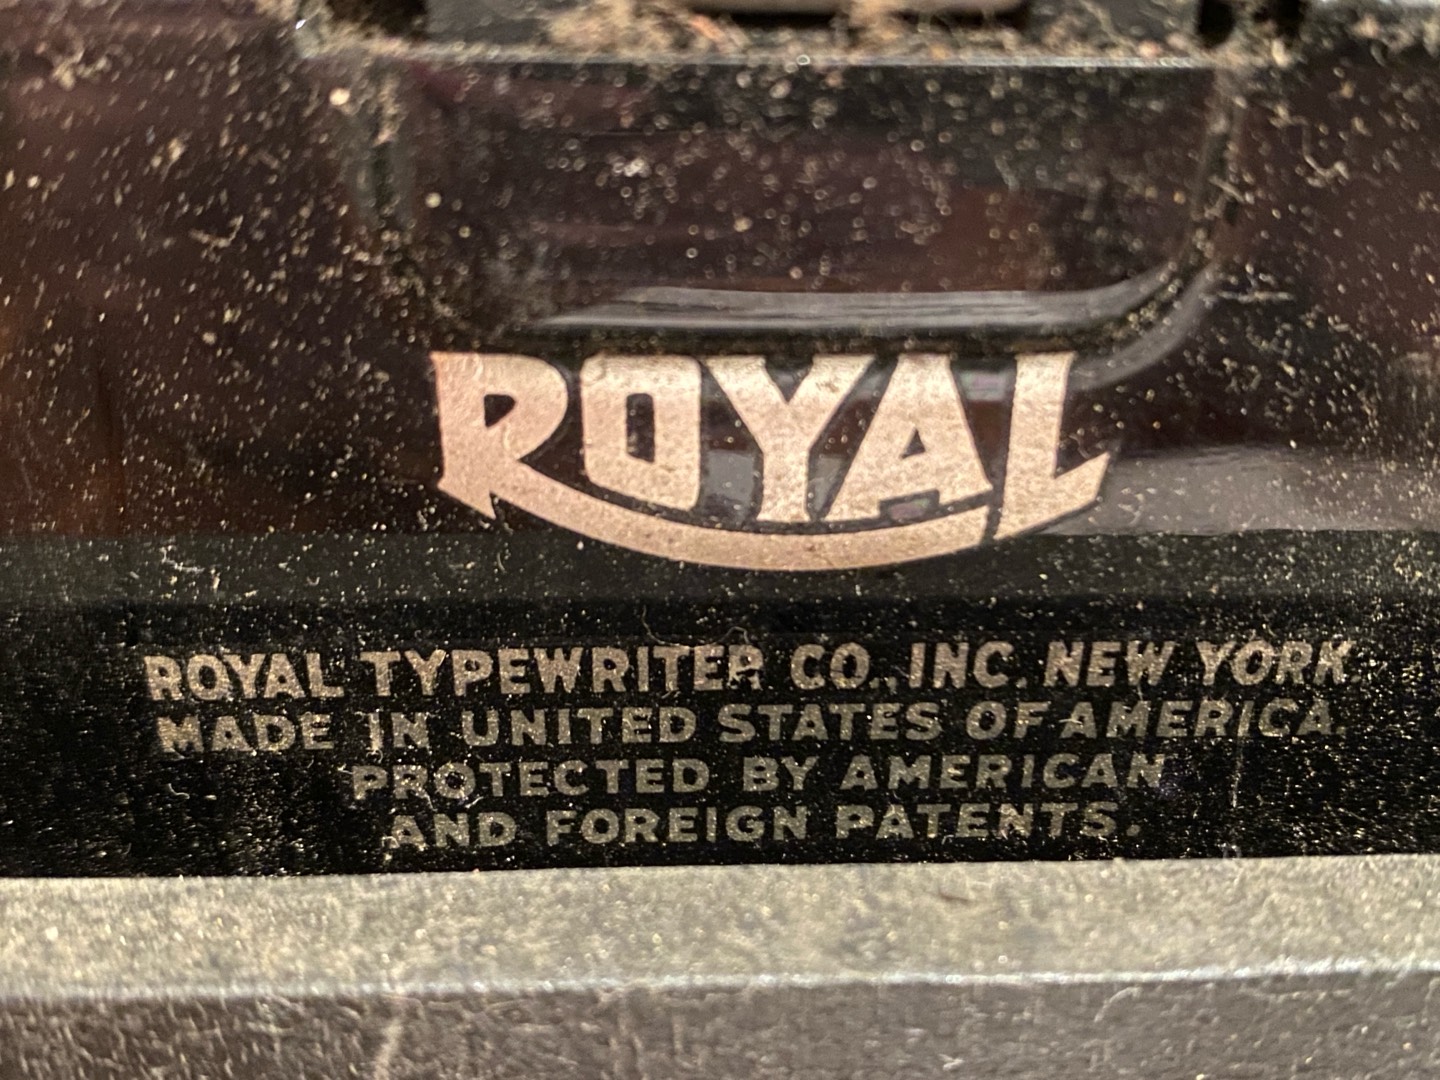 ROYAL
ROYAL TYPEWRITER CO., INC. NEW YORK.
MADE IN UNITED STATES OF AMERICA.
PROTECTED BY AMERICAN
AND FOREIGN PATENTS.